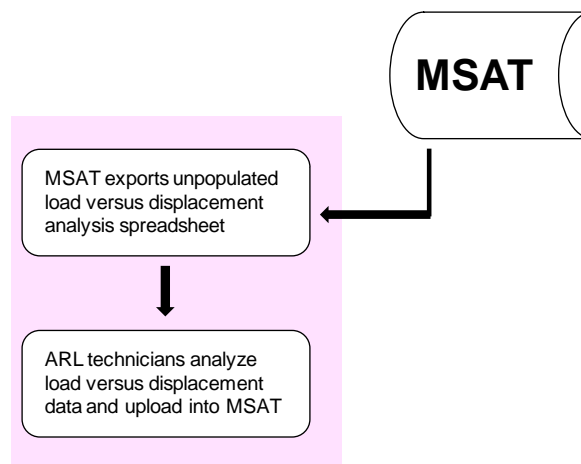 MSAT
MSAT exports unpopulated
load versus displacement
analysis spreadsheet
ARL technicians analyze
load versus displacement
data and upload into MSAT